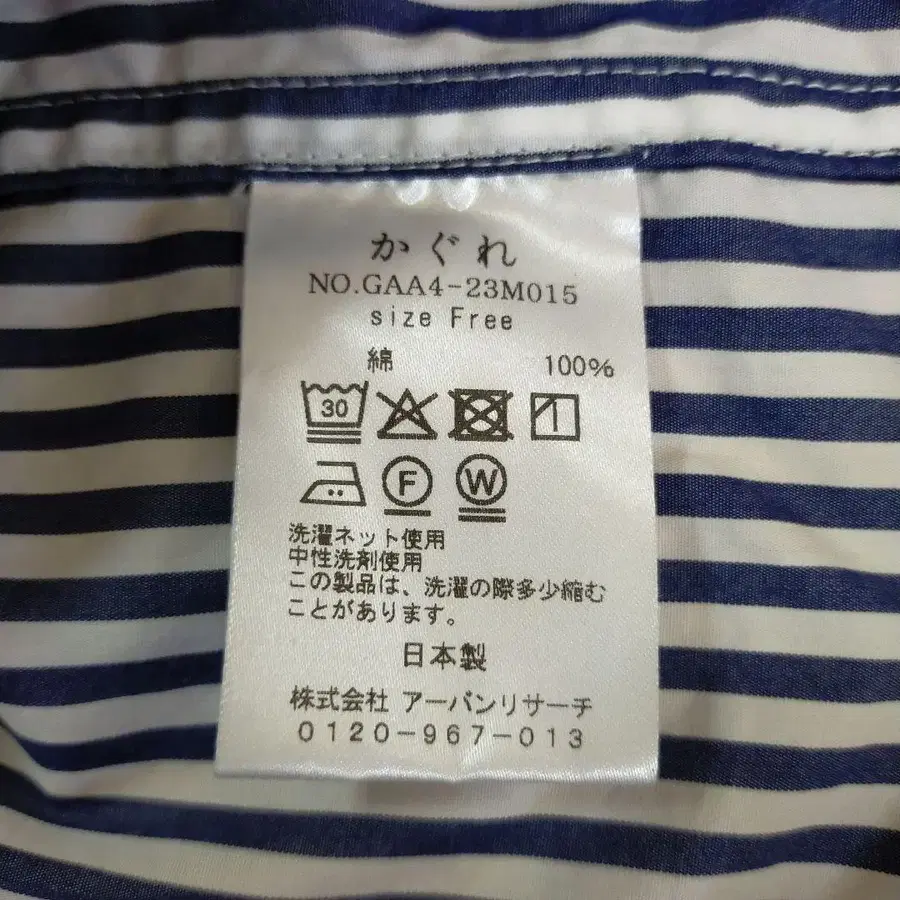 かぐれ
NO.GAA4-23M015
size Free
綿 100%
30
F W
洗濯ネット使用
中性洗剤使用
この製品は、洗濯の際多少縮む
ことがあります。
日本製
株式会社 アーバンリサーチ
0120-967-013